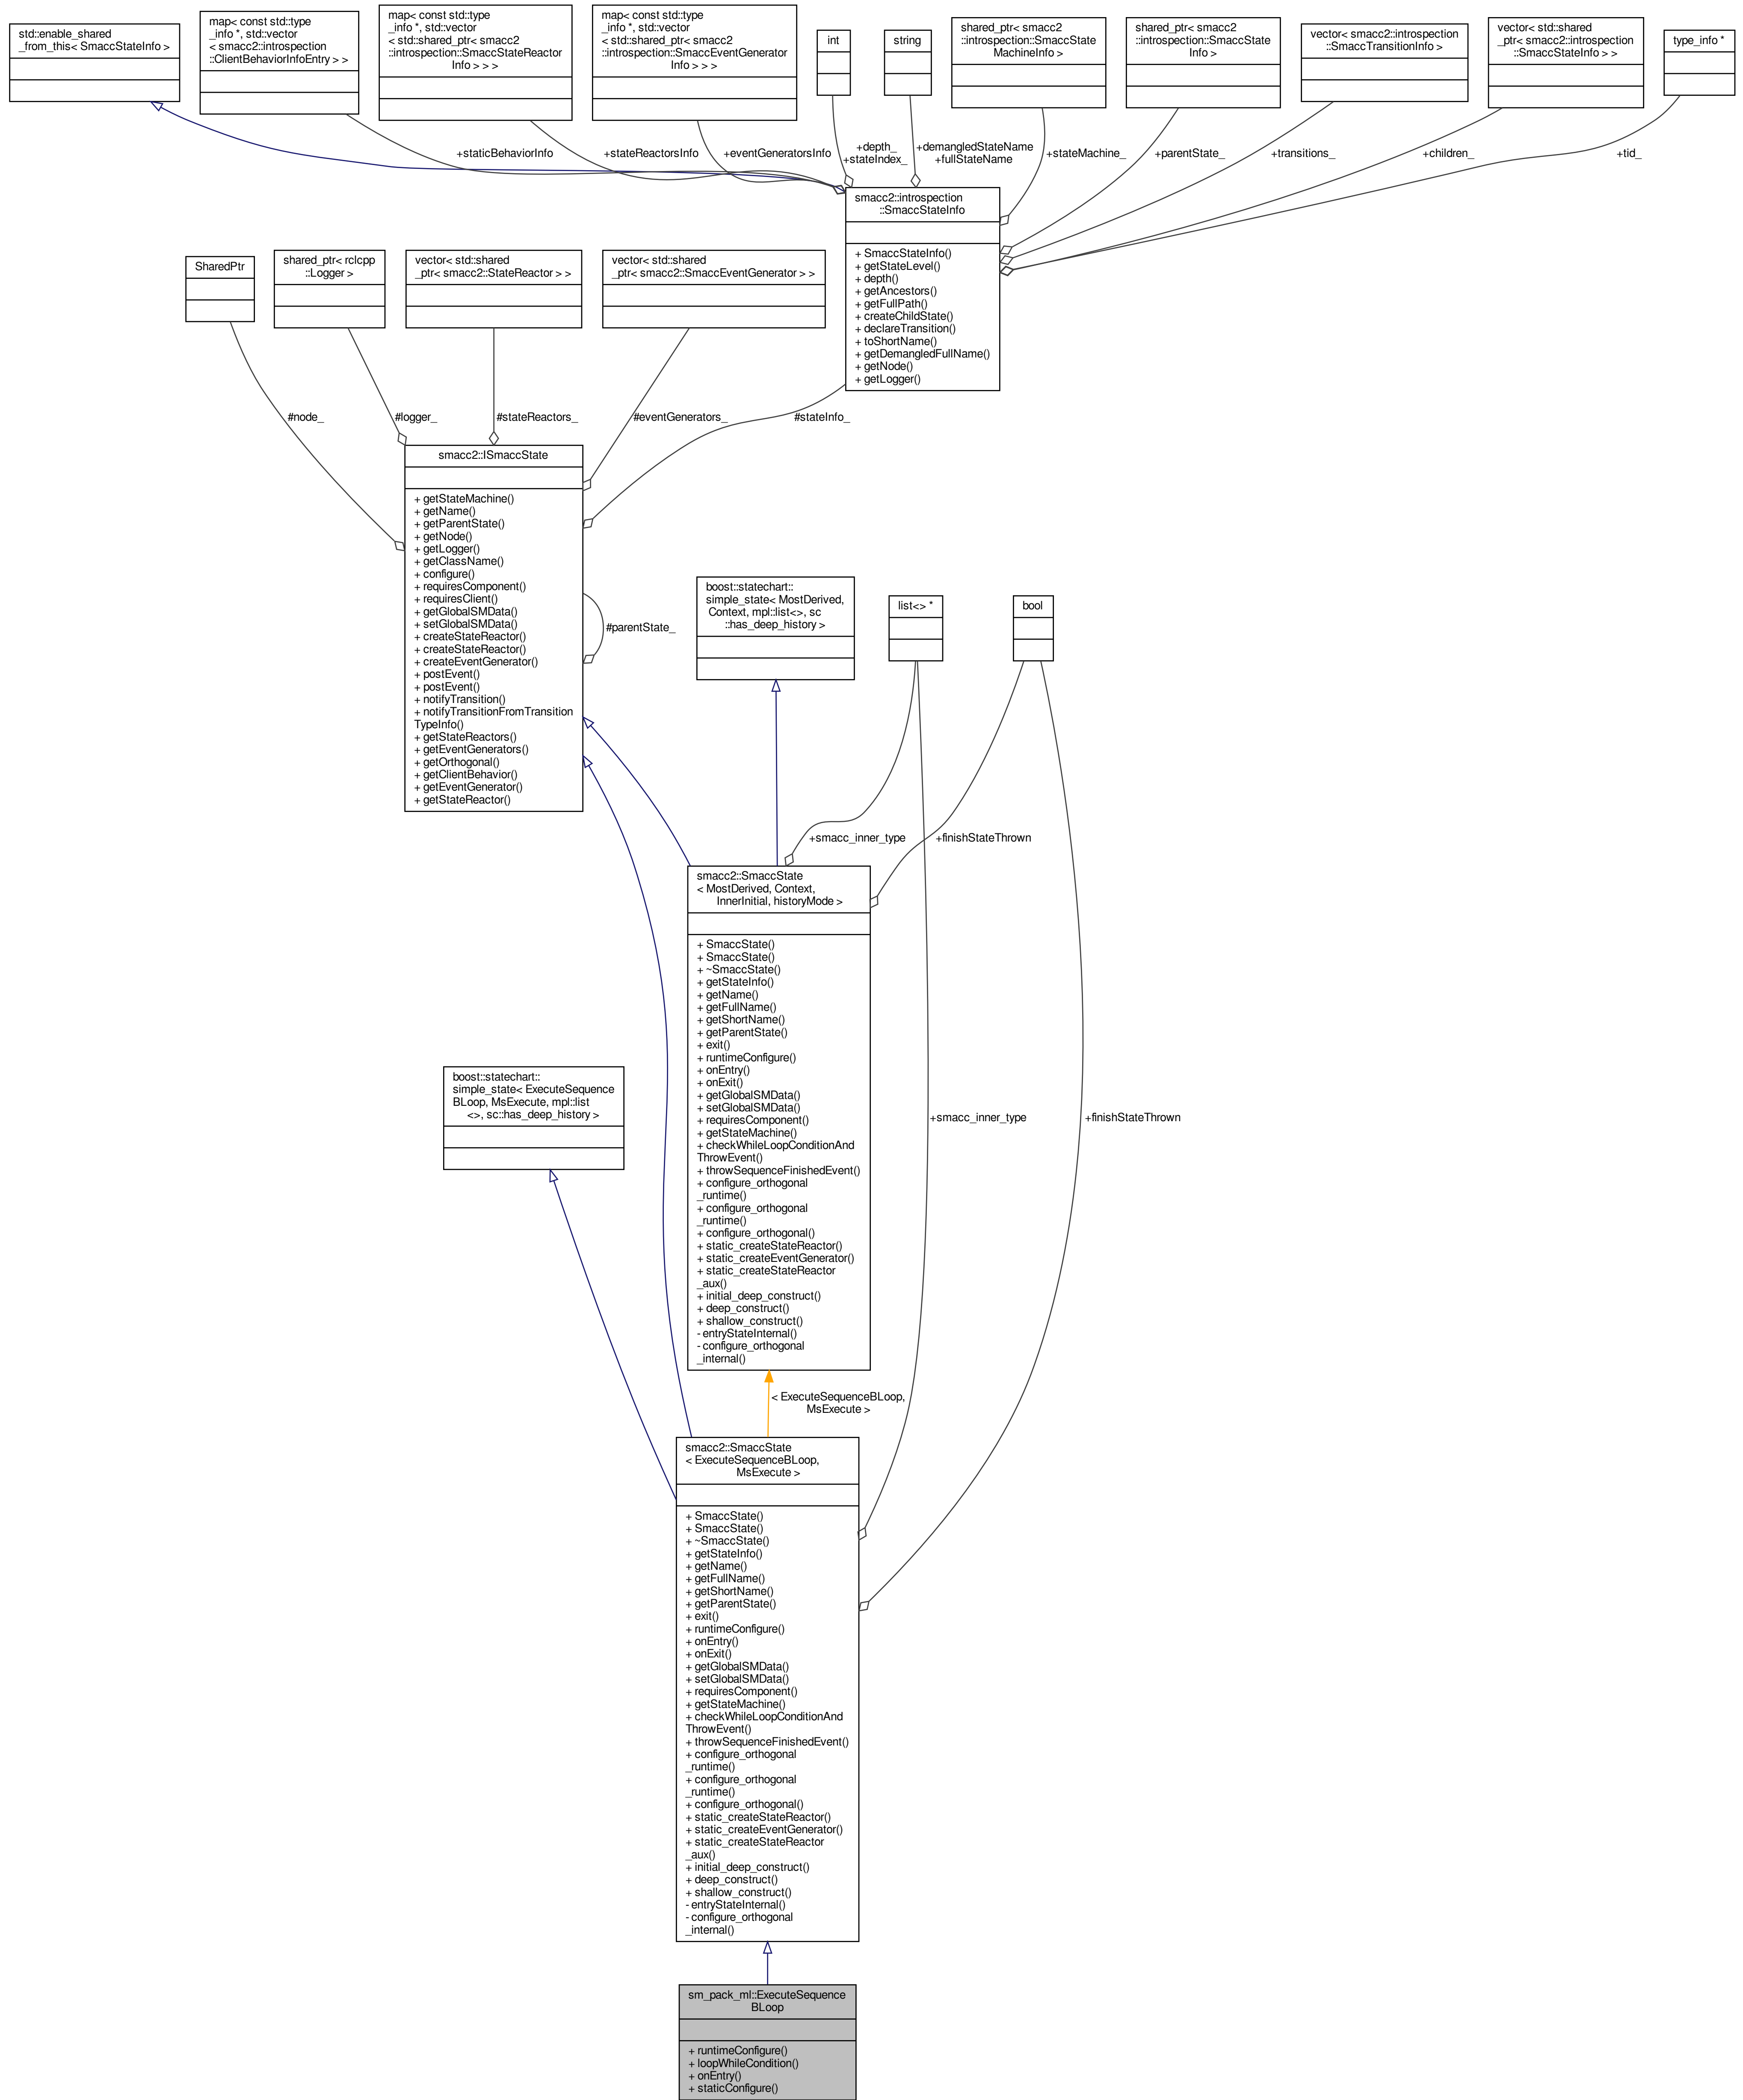 std::enable_shared
_from_this< SmaccStateInfo >
map< const std::type
_info *, std::vector
< smacc2::introspection
::ClientBehaviorInfoEntry > >
map< const std::type
_info *, std::vector
< std::shared_ptr< smacc2
::introspection::SmaccStateReactor
Info > > >
map< const std::type
_info *, std::vector
< std::shared_ptr< smacc2
::introspection::SmaccEventGenerator
Info > > >
int
string
shared_ptr< smacc2
::introspection::SmaccState
MachineInfo >
shared_ptr< smacc2
::introspection::SmaccState
Info >
vector< smacc2::introspection
::SmaccTransitionInfo >
vector< std::shared
_ptr< smacc2::introspection
::SmaccStateInfo > >
type_info *
+staticBehaviorInfo
+stateReactorsInfo
+eventGeneratorsInfo
+depth_
+stateIndex_
+demangledStateName
+fullStateName
+stateMachine_
+parentState_
+transitions_
+children_
+tid_
smacc2::introspection
::SmaccStateInfo
+ SmaccStateInfo()
+ getStateLevel()
+ depth()
+ getAncestors()
+ getFullPath()
+ createChildState()
+ declareTransition()
+ toShortName()
+ getDemangledFullName()
+ getNode()
+ getLogger()
SharedPtr
shared_ptr< rclcpp
::Logger >
vector< std::shared
_ptr< smacc2::StateReactor > >
vector< std::shared
_ptr< smacc2::SmaccEventGenerator > >
#node_
#logger_
#stateReactors_
#eventGenerators_
#stateInfo_
smacc2::ISmaccState
+ getStateMachine()
+ getName()
+ getParentState()
+ getNode()
+ getLogger()
+ getClassName()
+ configure()
+ requiresComponent()
+ requiresClient()
+ getGlobalSMData()
+ setGlobalSMData()
+ createStateReactor()
+ createStateReactor()
+ createEventGenerator()
+ postEvent()
+ postEvent()
+ notifyTransition()
+ notifyTransitionFromTransition
TypeInfo()
+ getStateReactors()
+ getEventGenerators()
+ getOrthogonal()
+ getClientBehavior()
+ getEventGenerator()
+ getStateReactor()
#parentState_
boost::statechart::
simple_state< MostDerived,
Context, mpl::list<>, sc
::has_deep_history >
list<> *
bool
+smacc_inner_type
+finishStateThrown
smacc2::SmaccState
< MostDerived, Context,
InnerInitial, historyMode >
+ SmaccState()
+ SmaccState()
+ ~SmaccState()
+ getStateInfo()
+ getName()
+ getFullName()
+ getShortName()
+ getParentState()
+ exit()
+ runtimeConfigure()
+ onEntry()
+ onExit()
+ getGlobalSMData()
+ setGlobalSMData()
+ requiresComponent()
+ getStateMachine()
+ checkWhileLoopConditionAnd
ThrowEvent()
+ throwSequenceFinishedEvent()
+ configure_orthogonal
_runtime()
+ configure_orthogonal
_runtime()
+ configure_orthogonal()
+ static_createStateReactor()
+ static_createEventGenerator()
+ static_createStateReactor
_aux()
+ initial_deep_construct()
+ deep_construct()
+ shallow_construct()
- entryStateInternal()
- configure_orthogonal
_internal()
boost::statechart::
simple_state< ExecuteSequence
BLoop, MsExecute, mpl::list
<>, sc::has_deep_history >
+smacc_inner_type
+finishStateThrown
< ExecuteSequenceBLoop,
MsExecute >
smacc2::SmaccState
< ExecuteSequenceBLoop,
MsExecute >
+ SmaccState()
+ SmaccState()
+ ~SmaccState()
+ getStateInfo()
+ getName()
+ getFullName()
+ getShortName()
+ getParentState()
+ exit()
+ runtimeConfigure()
+ onEntry()
+ onExit()
+ getGlobalSMData()
+ setGlobalSMData()
+ requiresComponent()
+ getStateMachine()
+ checkWhileLoopConditionAnd
ThrowEvent()
+ throwSequenceFinishedEvent()
+ configure_orthogonal
_runtime()
+ configure_orthogonal
_runtime()
+ configure_orthogonal()
+ static_createStateReactor()
+ static_createEventGenerator()
+ static_createStateReactor
_aux()
+ initial_deep_construct()
+ deep_construct()
+ shallow_construct()
- entryStateInternal()
- configure_orthogonal
_internal()
sm_pack_ml::ExecuteSequence
BLoop
+ runtimeConfigure()
+ loopWhileCondition()
+ onEntry()
+ staticConfigure()